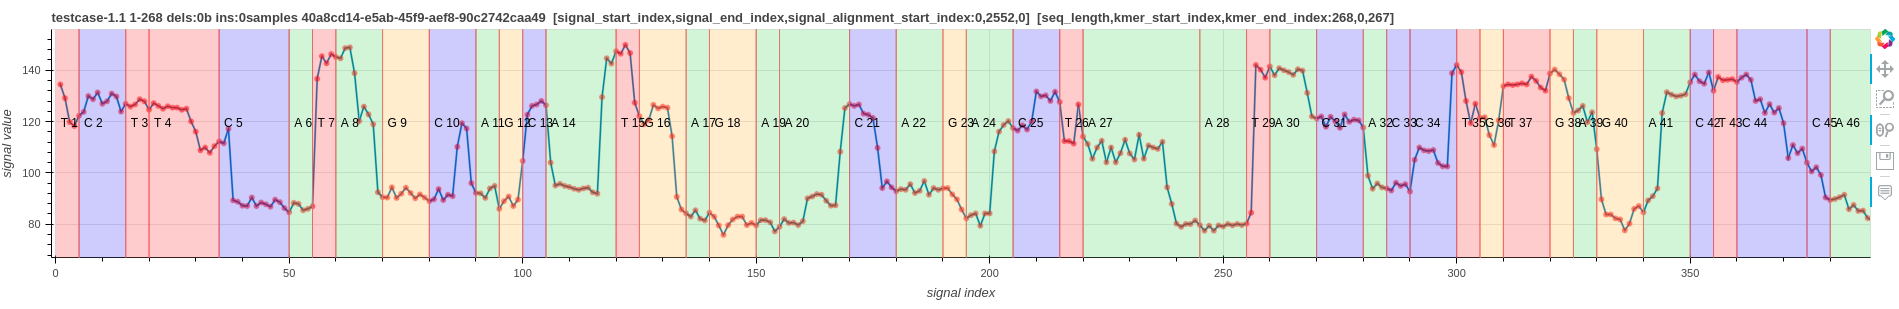 testcase-1.1 1-268 dels:0b ins:0samples 40a8cd14-e5ab-45f9-aef8-90c2742caa49 [signal_start_index,signal_end_index,signal_alignment_start_index:0,2552,0] [seq_length,kmer_start_index,kmer_end_index:268,0,267]
140
120
100
80
signal value
T 1 C 2 T 3 T 4 C 5 A 6 T 7 A 8 G 9 C 10 A 11 G 12 C 13 A 14 T 15 G 16 A 17 G 18 A 19 A 20 C 21 A 22 G 23 A 24 C 25 T 26 A 27 A 28 T 29 A 30 C 31 A 32 C 33 C 34 T 35 G 36 T 37 G 38 A 39 G 40 A 41 C 42 T 43 C 44 C 45 A 46
0 50 100 150 200 250 300 350
signal index